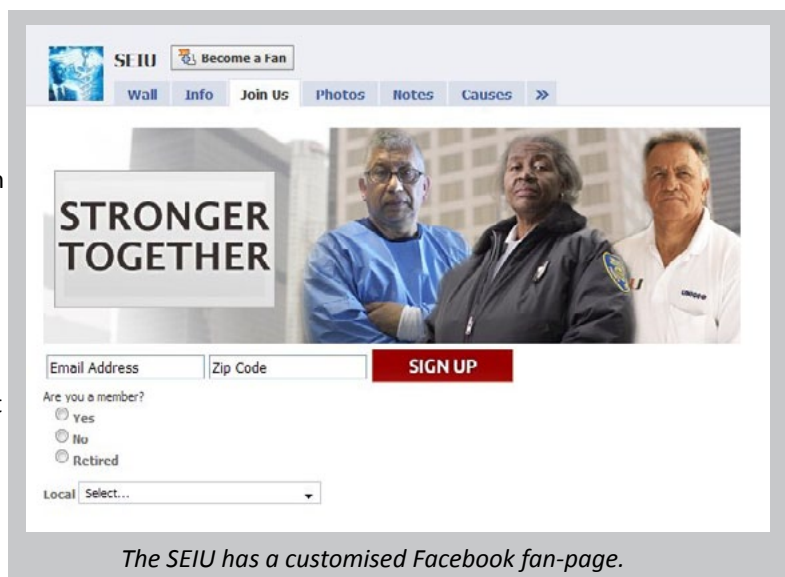 SEIU Become a Fan
Wall Info Join Us Photos Notes Causes »
STRONGER
TOGETHER
Email Address Zip Code SIGN UP
Are you a member?
Yes
No
Retired
Local Select...
The SEIU has a customised Facebook fan-page.